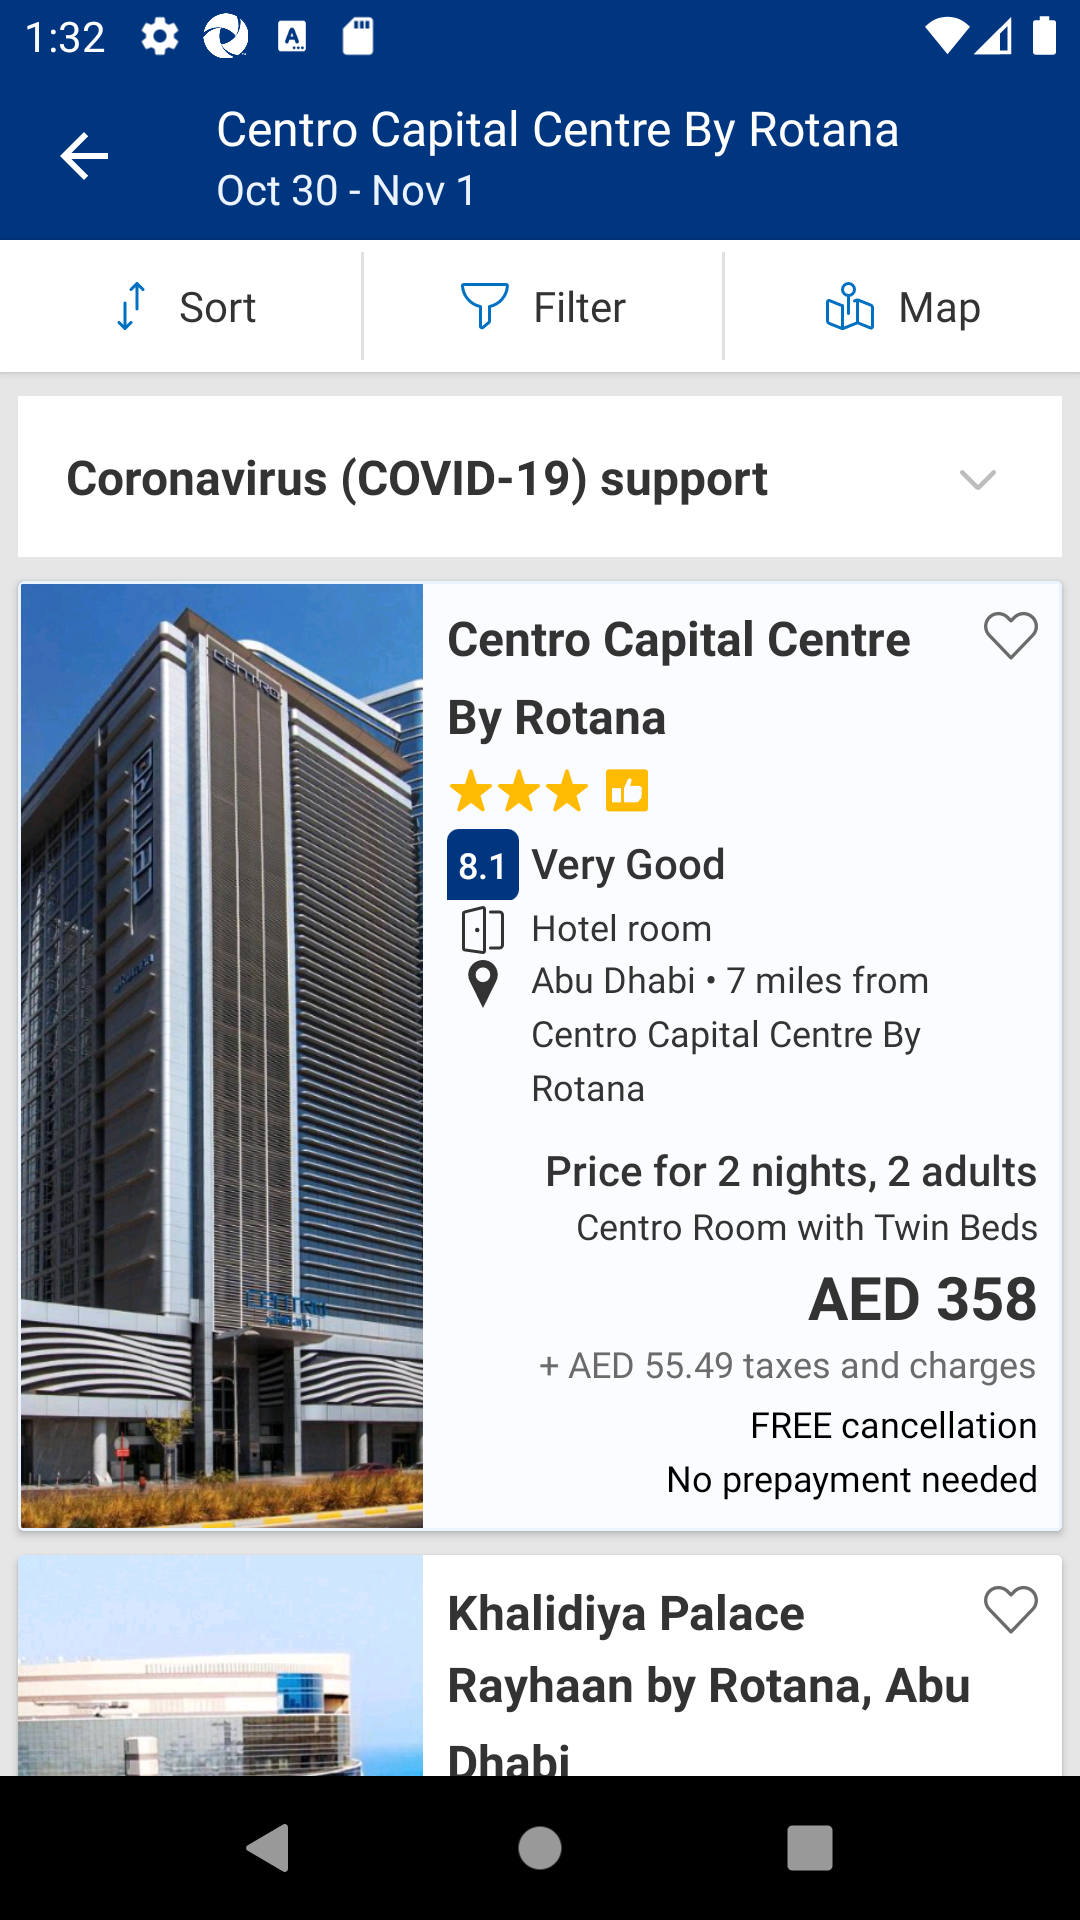 1:32
Centro Capital Centre By Rotana
Oct 30 - Nov 1
Sort
Filter
Map
Coronavirus (COVID-19) support
Centro Capital Centre
By Rotana
8.1 Very Good
Hotel room
Abu Dhabi • 7 miles from
Centro Capital Centre By
Rotana
Price for 2 nights, 2 adults
Centro Room with Twin Beds
AED 358
+ AED 55.49 taxes and charges
FREE cancellation
No prepayment needed
Khalidiya Palace
Rayhaan by Rotana, Abu
Dhabi